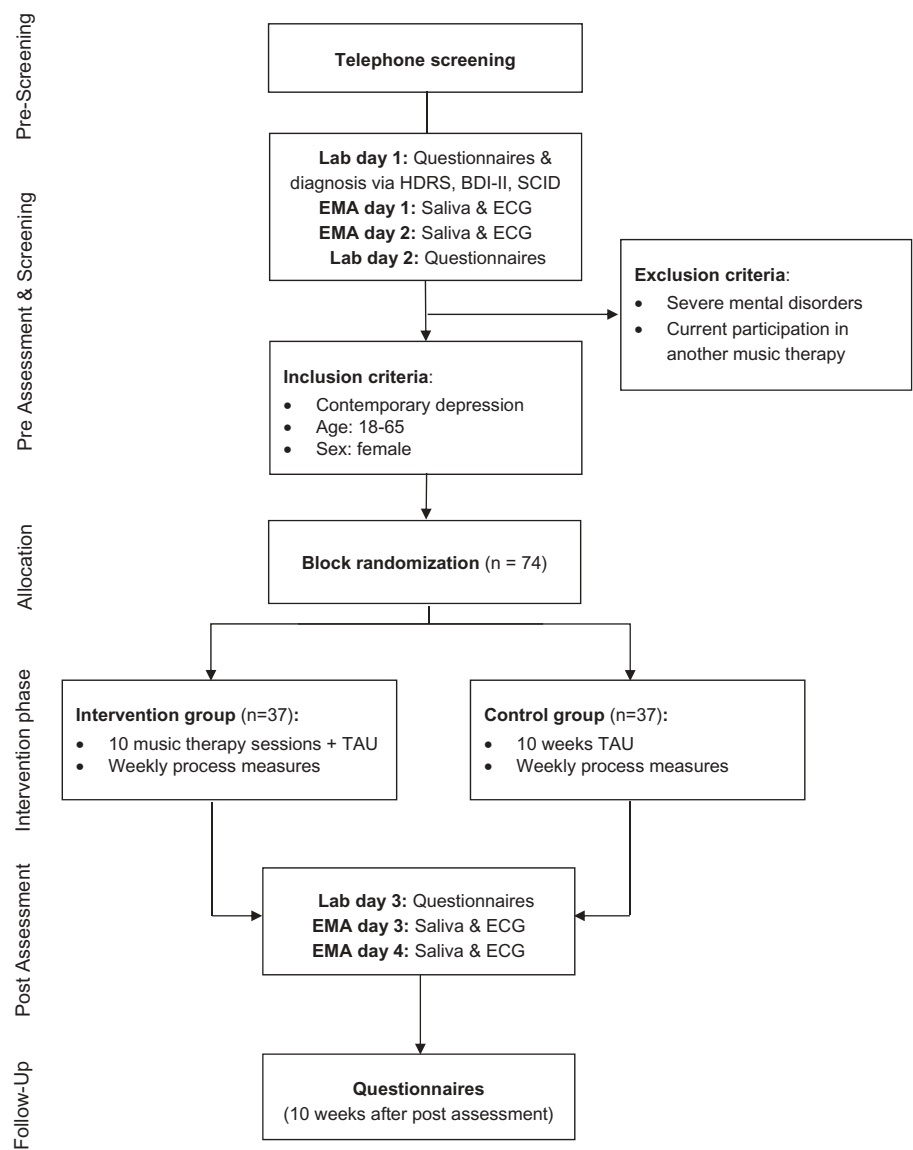 Pre-Screening
Telephone screening
Pre Assessment & Screening
Lab day 1: Questionnaires &
diagnosis via HDRS, BDI-II, SCID
EMA day 1: Saliva & ECG
EMA day 2: Saliva & ECG
Lab day 2: Questionnaires
Exclusion criteria:
• Severe mental disorders
• Current participation in
another music therapy
Inclusion criteria:
• Contemporary depression
• Age: 18-65
• Sex: female
Allocation
Block randomization (n = 74)
Intervention phase
Intervention group (n=37):
• 10 music therapy sessions + TAU
• Weekly process measures
Control group (n=37):
• 10 weeks TAU
• Weekly process measures
Post Assessment
Lab day 3: Questionnaires
EMA day 3: Saliva & ECG
EMA day 4: Saliva & ECG
Follow-Up
Questionnaires
(10 weeks after post assessment)